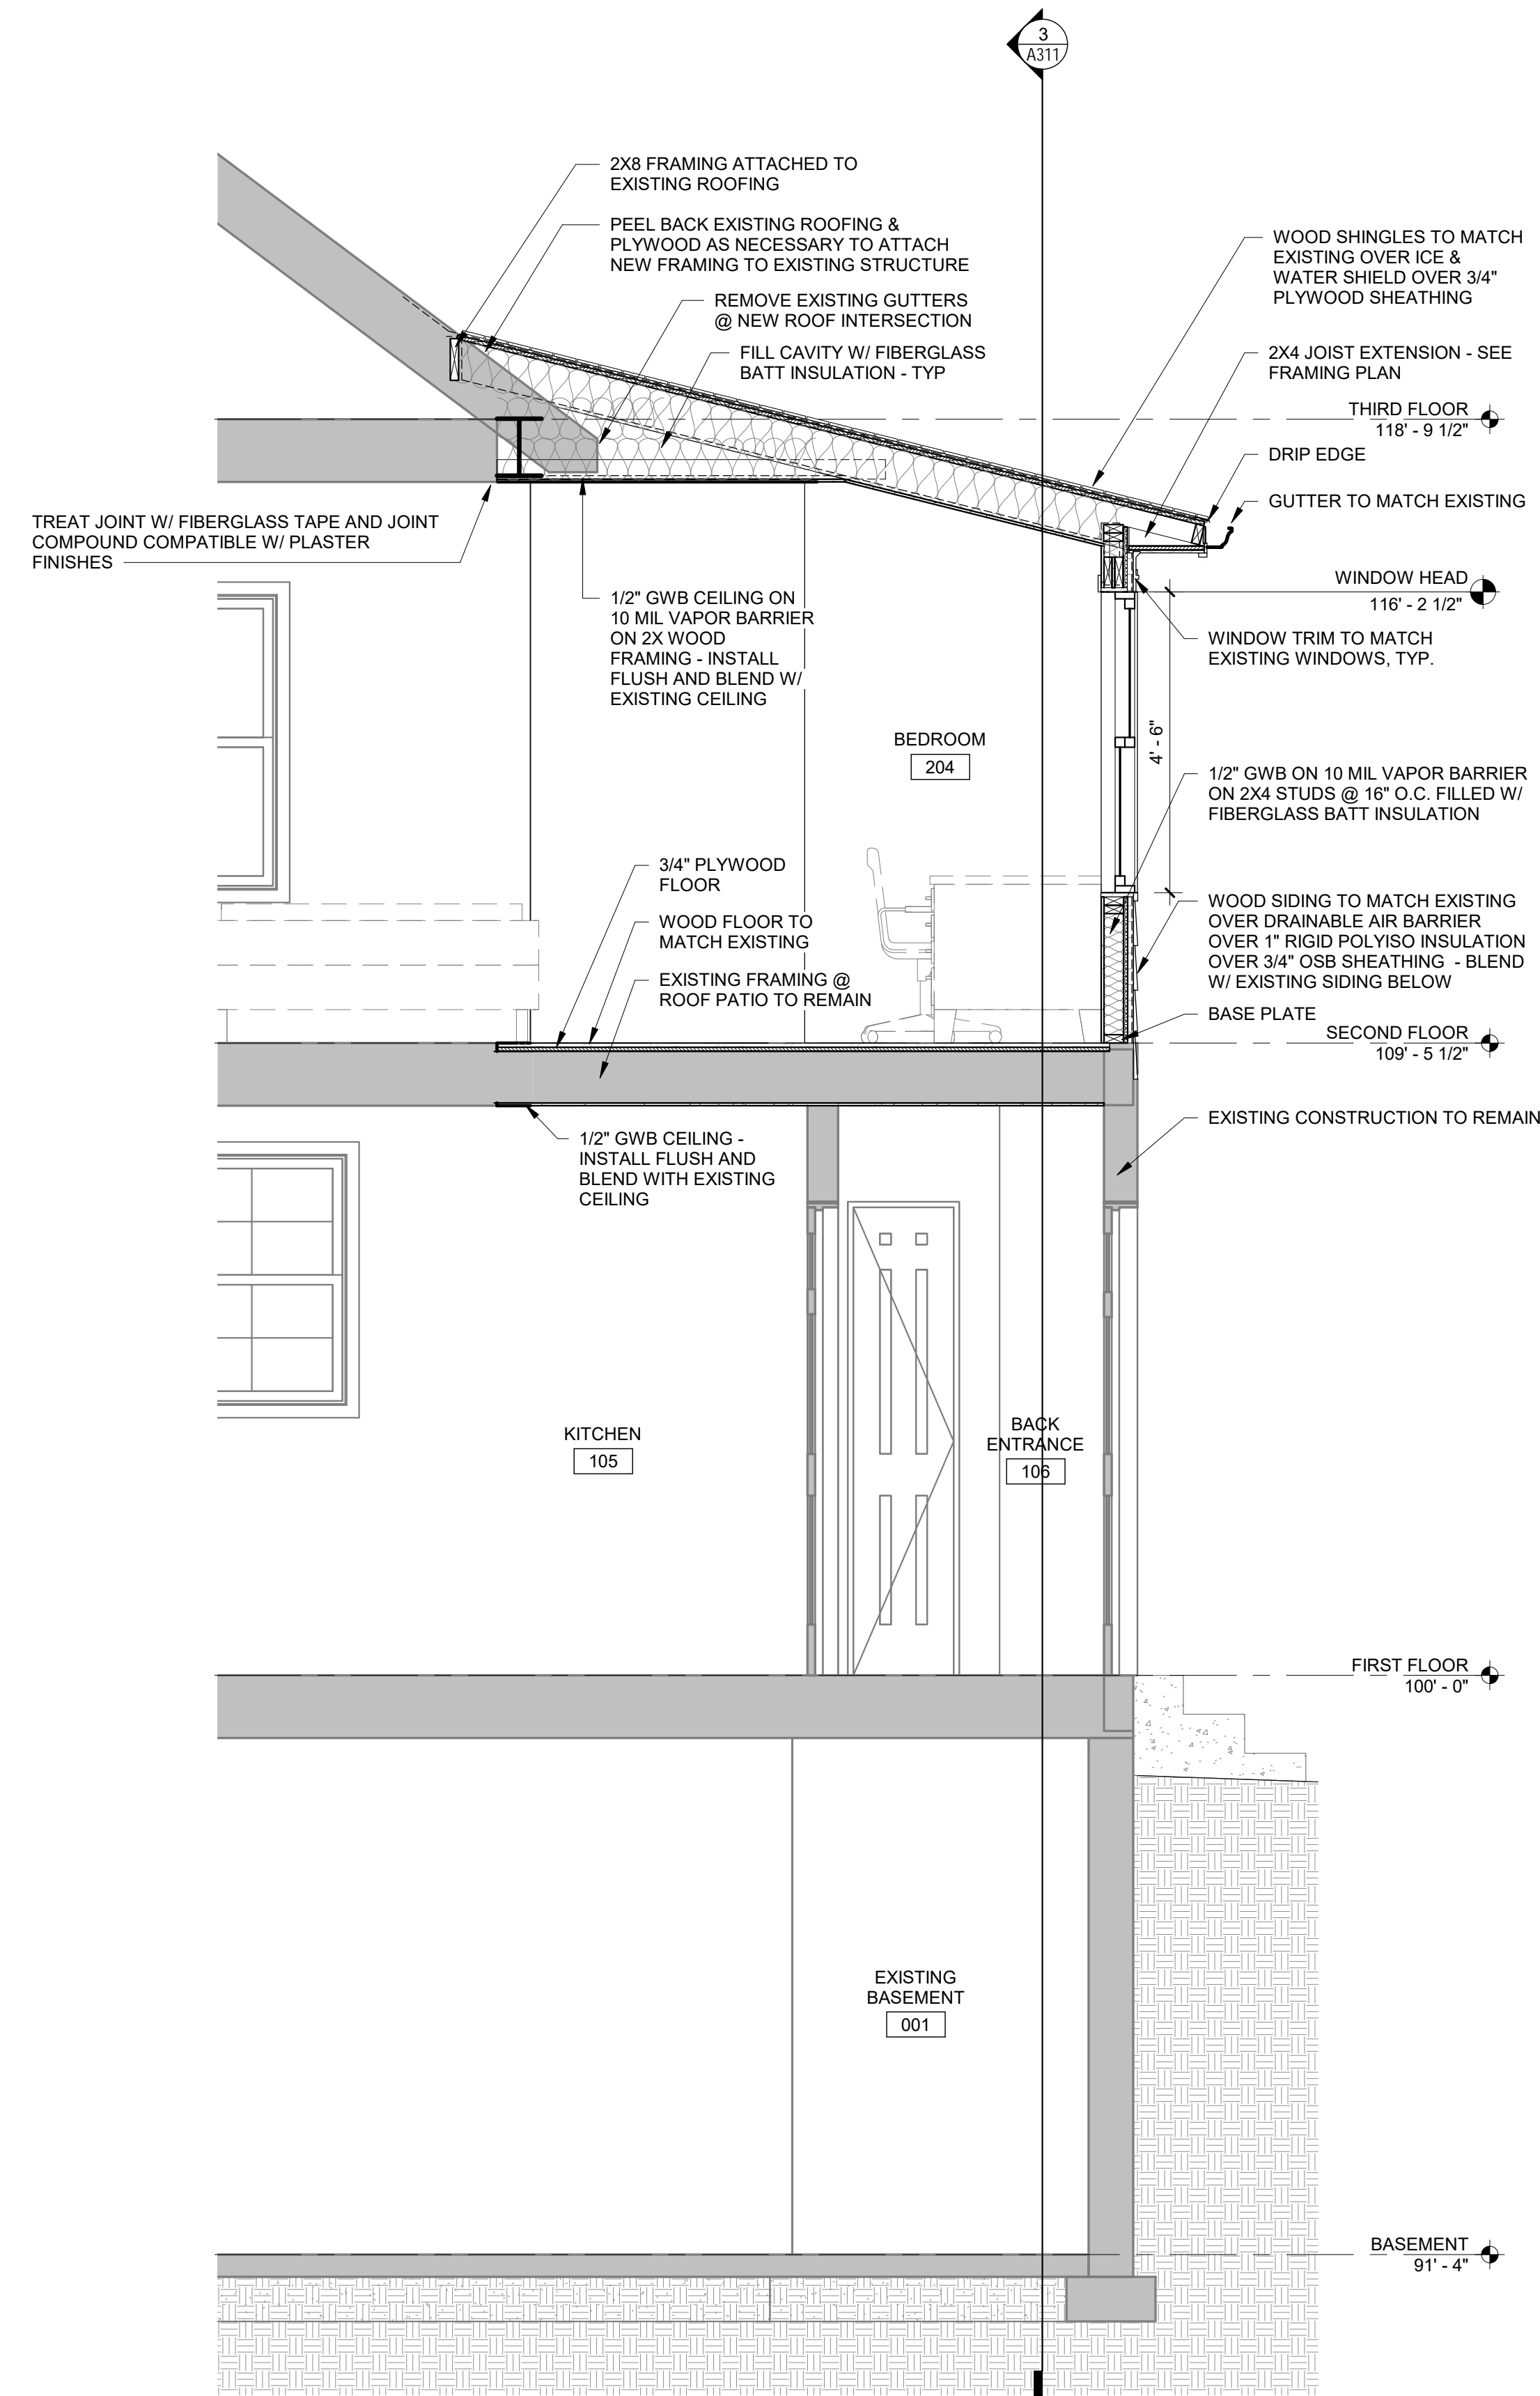 3
A311
2X8 FRAMING ATTACHED TO
EXISTING ROOFING
PEEL BACK EXISTING ROOFING &
PLYWOOD AS NECESSARY TO ATTACH
NEW FRAMING TO EXISTING STRUCTURE
REMOVE EXISTING GUTTERS
@ NEW ROOF INTERSECTION
FILL CAVITY W/ FIBERGLASS
BATT INSULATION - TYP
WOOD SHINGLES TO MATCH
EXISTING OVER ICE &
WATER SHIELD OVER 3/4"
PLYWOOD SHEATHING
2X4 JOIST EXTENSION - SEE
FRAMING PLAN
THIRD FLOOR
118' - 9 1/2"
DRIP EDGE
GUTTER TO MATCH EXISTING
TREAT JOINT W/ FIBERGLASS TAPE AND JOINT
COMPOUND COMPATIBLE W/ PLASTER
FINISHES
WINDOW HEAD
116' - 2 1/2"
1/2" GWB CEILING ON
10 MIL VAPOR BARRIER
ON 2X WOOD
FRAMING - INSTALL
FLUSH AND BLEND W/
EXISTING CEILING
WINDOW TRIM TO MATCH
EXISTING WINDOWS, TYP.
BEDROOM
204
4' - 6"
1/2" GWB ON 10 MIL VAPOR BARRIER
ON 2X4 STUDS @ 16" O.C. FILLED W/
FIBERGLASS BATT INSULATION
3/4" PLYWOOD
FLOOR
WOOD FLOOR TO
MATCH EXISTING
EXISTING FRAMING @
ROOF PATIO TO REMAIN
WOOD SIDING TO MATCH EXISTING
OVER DRAINABLE AIR BARRIER
OVER 1" RIGID POLYISO INSULATION
OVER 3/4" OSB SHEATHING - BLEND
W/ EXISTING SIDING BELOW
BASE PLATE
SECOND FLOOR
109' - 5 1/2"
EXISTING CONSTRUCTION TO REMAIN
1/2" GWB CEILING -
INSTALL FLUSH AND
BLEND WITH EXISTING
CEILING
KITCHEN
105
BACK
ENTRANCE
106
FIRST FLOOR
100' - 0"
EXISTING
BASEMENT
001
BASEMENT
91' - 4"